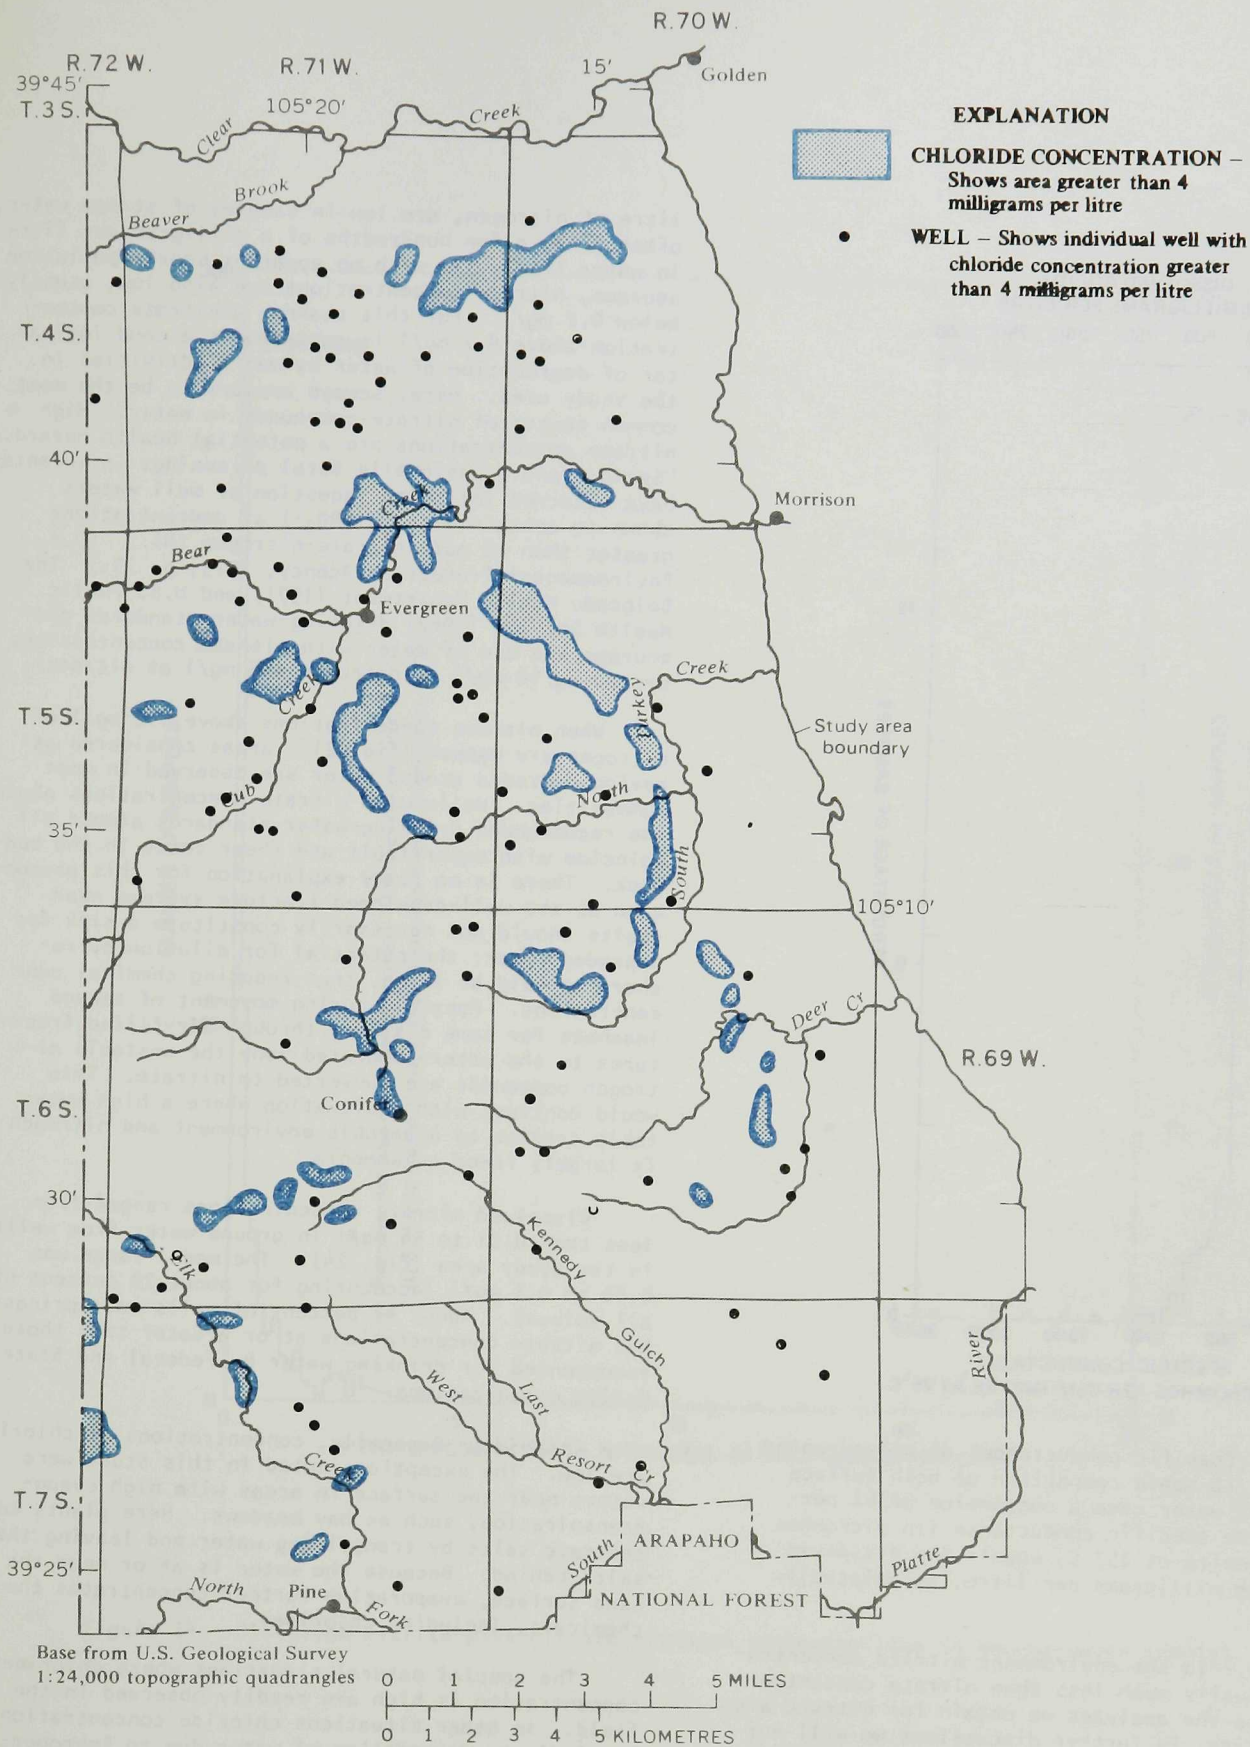 R.70 W.
R.72 W.
R.71 W.
15′
Golden
39°45′
T.3 S.
105°20′
Clear
Creek
EXPLANATION
CHLORIDE CONCENTRATION –
Shows area greater than 4
milligrams per litre
Beaver
Brook
WELL – Shows individual well with
chloride concentration greater
than 4 milligrams per litre
T.4 S.
40′
Creek
Morrison
Bear
Evergreen
Creek
Turkey
Creek
T.5 S.
Study area
boundary
Cub
North
35′
South
105°10′
Deer Cr
R.69 W.
T.6 S.
Conifer
30′
Elk
Kennedy
Gulch
River
West
Last
Resort Cr
Creek
T.7 S.
ARAPAHO
South
Platte
39°25′
North
Pine
Fork
NATIONAL FOREST
Base from U.S. Geological Survey
1:24,000 topographic quadrangles
0 1 2 3 4 5 MILES
0 1 2 3 4 5 KILOMETRES